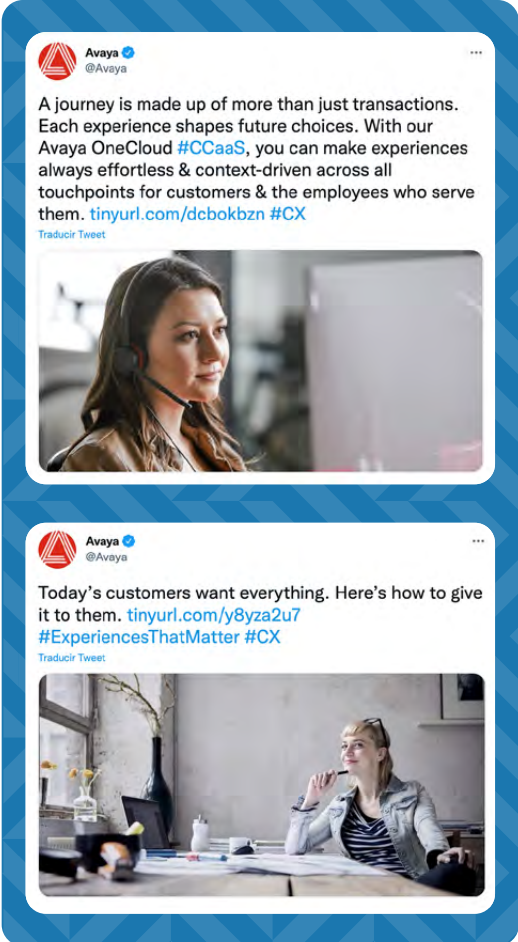 Avaya
@Avaya
A journey is made up of more than just transactions.
Each experience shapes future choices. With our
Avaya OneCloud #CCaaS, you can make experiences
always effortless & context-driven across all
touchpoints for customers & the employees who serve
them. tinyurl.com/dcbokbzn #CX
Traducir Tweet
Avaya
@Avaya
Today’s customers want everything. Here’s how to give
it to them. tinyurl.com/y8yza2u7
#ExperiencesThatMatter #CX
Traducir Tweet